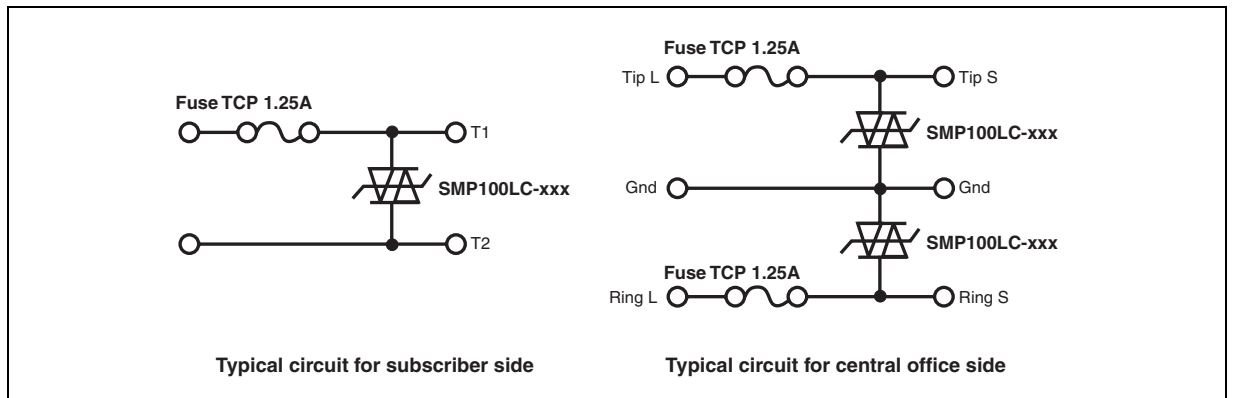 Fuse TCP 1.25A
T1
SMP100LC-xxx
T2
Typical circuit for subscriber side
Fuse TCP 1.25A
Tip L
Tip S
SMP100LC-xxx
Gnd
Gnd
SMP100LC-xxx
Fuse TCP 1.25A
Ring L
Ring S
Typical circuit for central office side